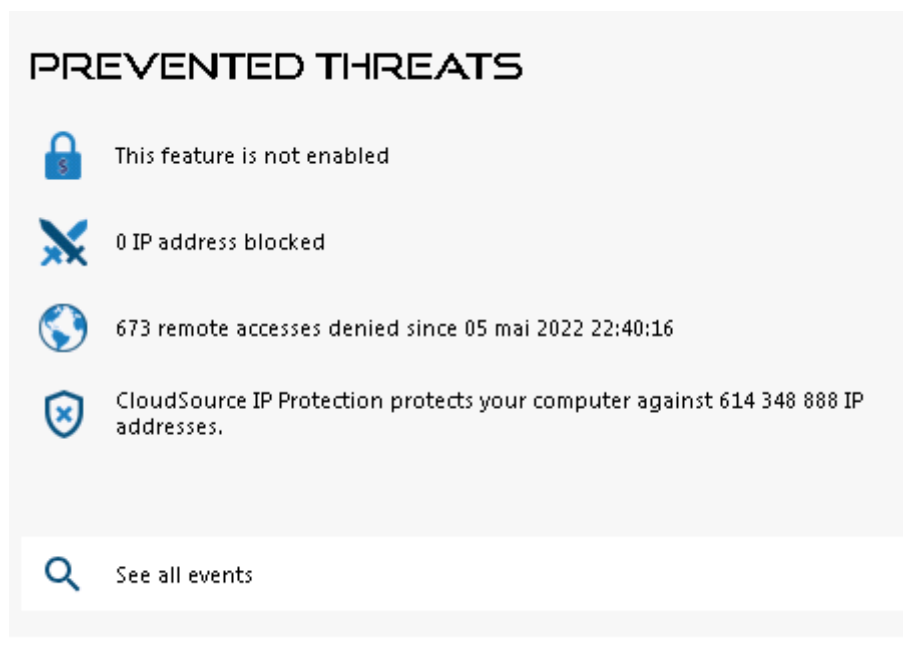 PREVENTED THREATS
This feature is not enabled
0 IP address blocked
673 remote accesses denied since 05 mai 2022 22:40:16
CloudSource IP Protection protects your computer against 614 348 888 IP
addresses.
See all events